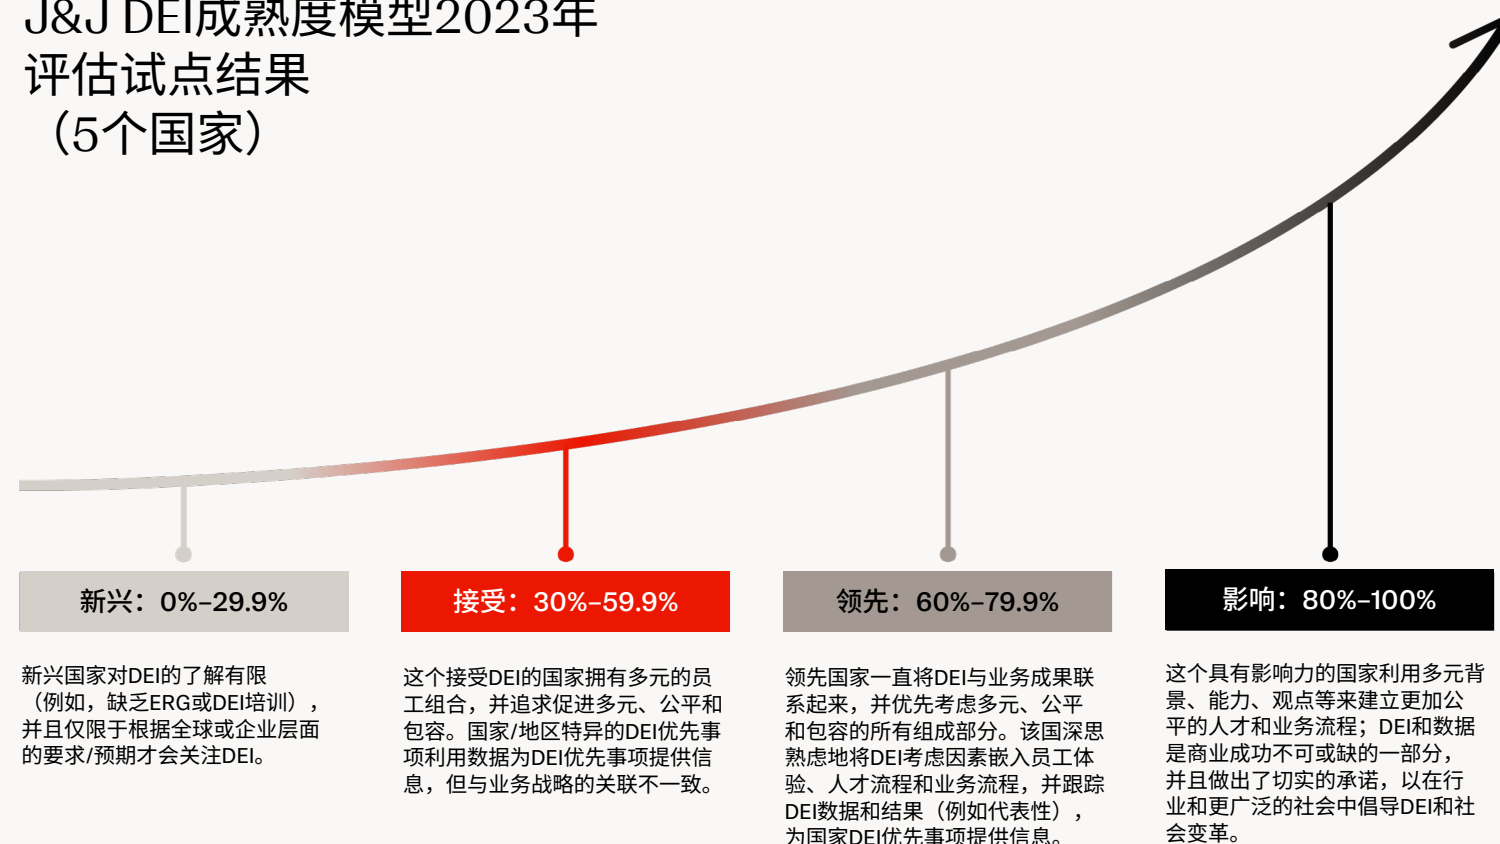 J&J DEI成熟度模型2023年
评估试点结果
（5个国家）
新兴：0%–29.9%
新兴国家对DEI的了解有限
（例如，缺乏ERG或DEI培训），
并且仅限于根据全球或企业层面
的要求/预期才会关注DEI。
接受：30%–59.9%
这个接受DEI的国家拥有多元的员
工组合，并追求促进多元、公平和
包容。国家/地区特异的DEI优先事
项利用数据为DEI优先事项提供信
息，但与业务战略的关联不一致。
领先：60%–79.9%
领先国家一直将DEI与业务成果联
系起来，并优先考虑多元、公平
和包容的所有组成部分。该国深思
熟虑地将DEI考虑因素嵌入员工体
验、人才流程和业务流程，并跟踪
DEI数据和结果（例如代表性），
为国家DEI优先事项提供信息。
影响：80%–100%
这个具有影响力的国家利用多元背
景、能力、观点等来建立更加公
平的人才和业务流程；DEI和数据
是商业成功不可或缺的一部分，
并且做出了切实的承诺，以在行
业和更广泛的社会中倡导DEI和社
会变革。